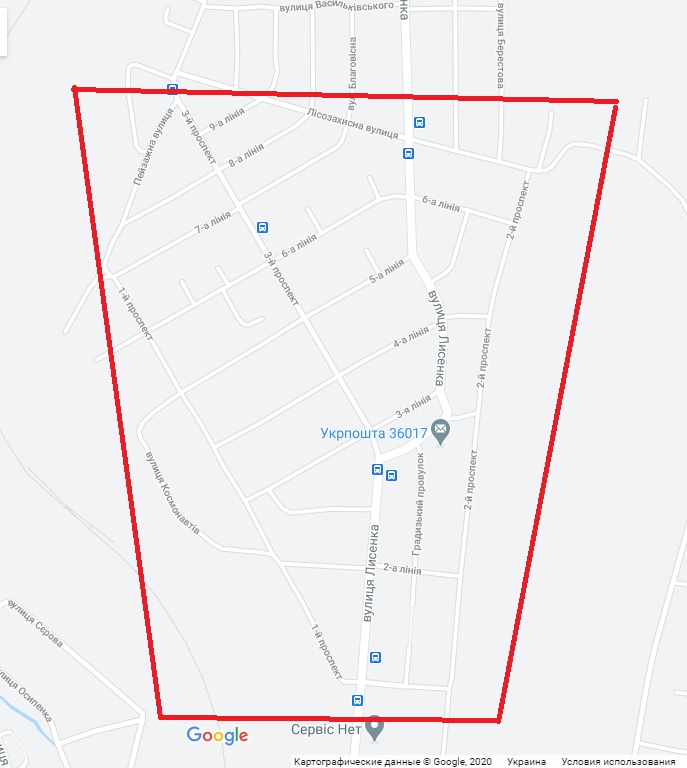 вулиця Васильківського
Лисенка
вулиця Берестова
вул. Благовісна
9-а лінія
Лісозахисна вулиця
3-й проспект
Пейзажна вулиця
8-а лінія
6-а лінія
2-й проспект
7-а лінія
6-а лінія
3-й проспект
5-а лінія
1-й проспект
вулиця Лисенка
4-а лінія
2-й проспект
3-я лінія
Укрпошта 36017
вулиця Космонавтів
Градизький провулок
2-й проспект
вулиця Лисенка
2-а лінія
вулиця Сєрова
1-й проспект
лиця Осипенка
Google
Сервіс Нет
Картографические данные © Google, 2020 Украина Условия использования